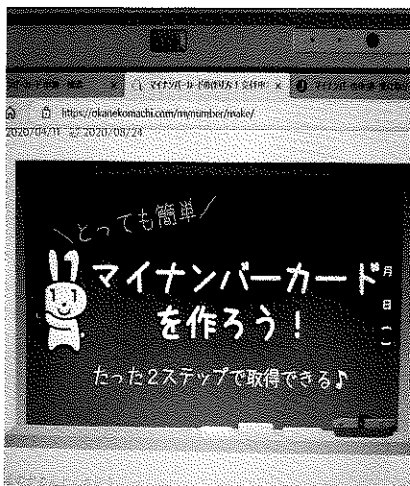 https://okanekomachi.com/mynumber/make/
2020/04/11 2020/08/24
＼とっても簡単／
マイナンバーカード
を作ろう！
たった2ステップで取得できる♪
月
日